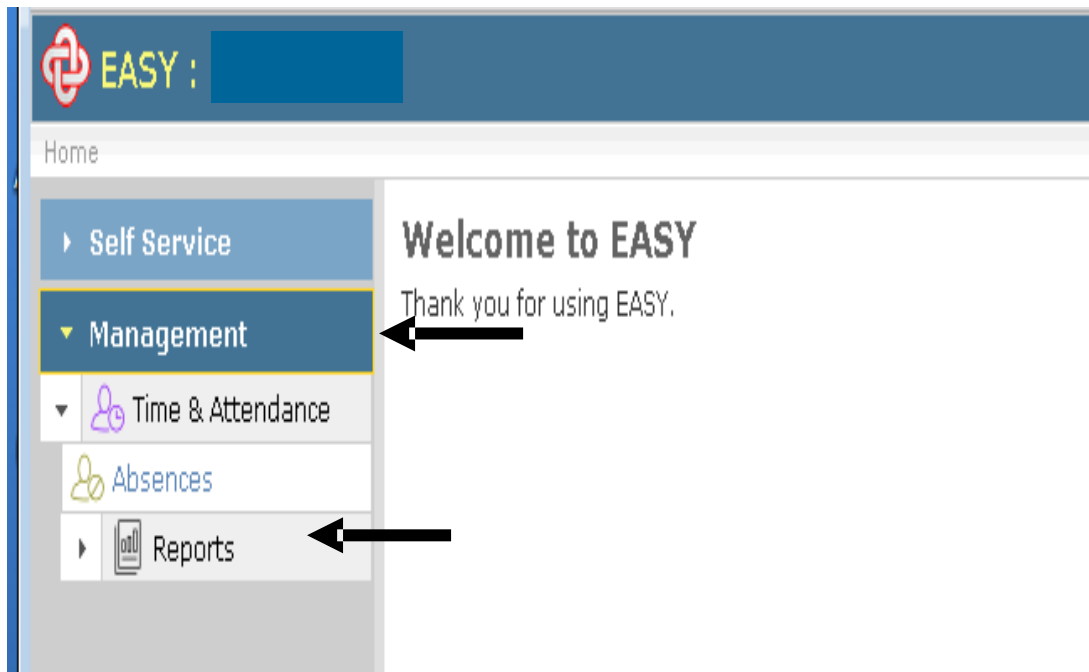 EASY :
Home
Self Service
Management
Time & Attendance
Absences
Reports
Welcome to EASY
Thank you for using EASY.